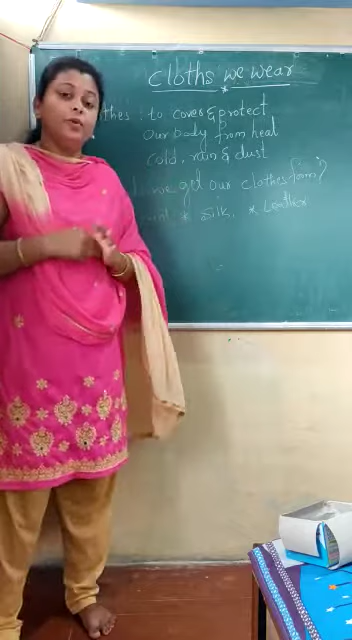 Cloths we wear
thes : to cover & protect
Our body from heat
Cold, rain & dust
we get our clothes from?
* silk. * Leather